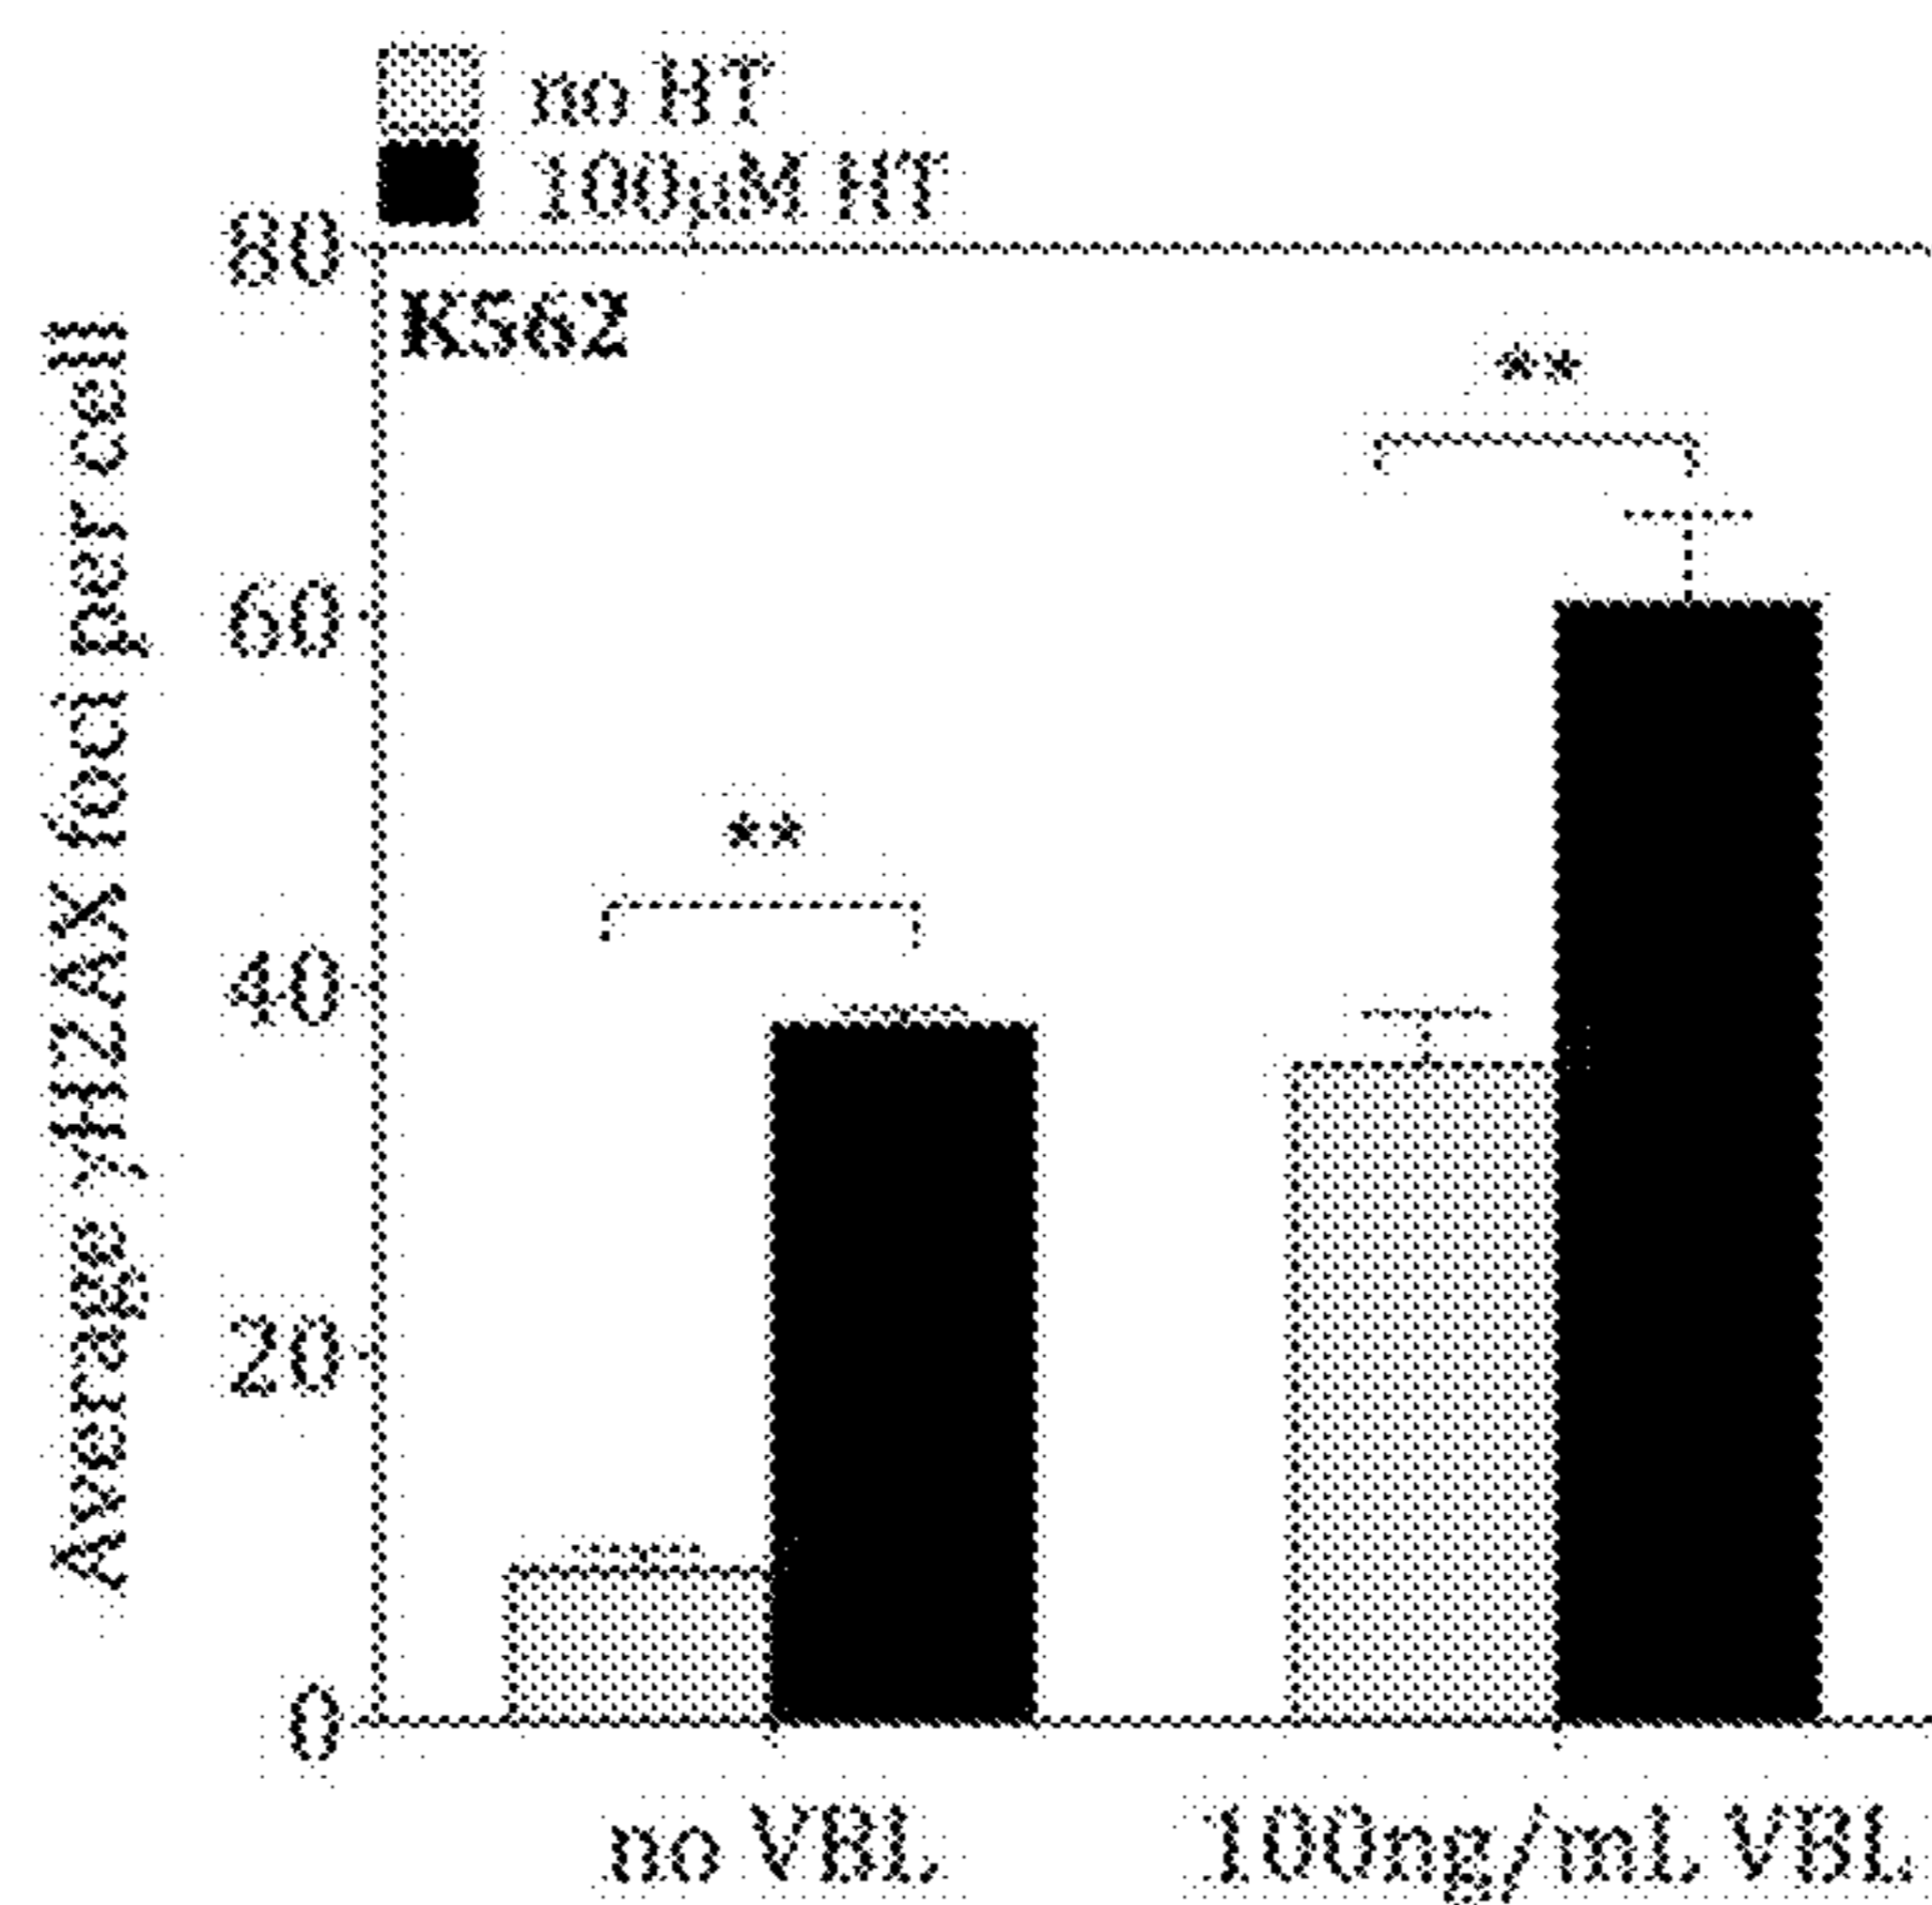 no HT
100µM HT
80
K562
**
60
**
40
20
0
Average γH2AX foci per cell
no VBL
100ng/mL VBL